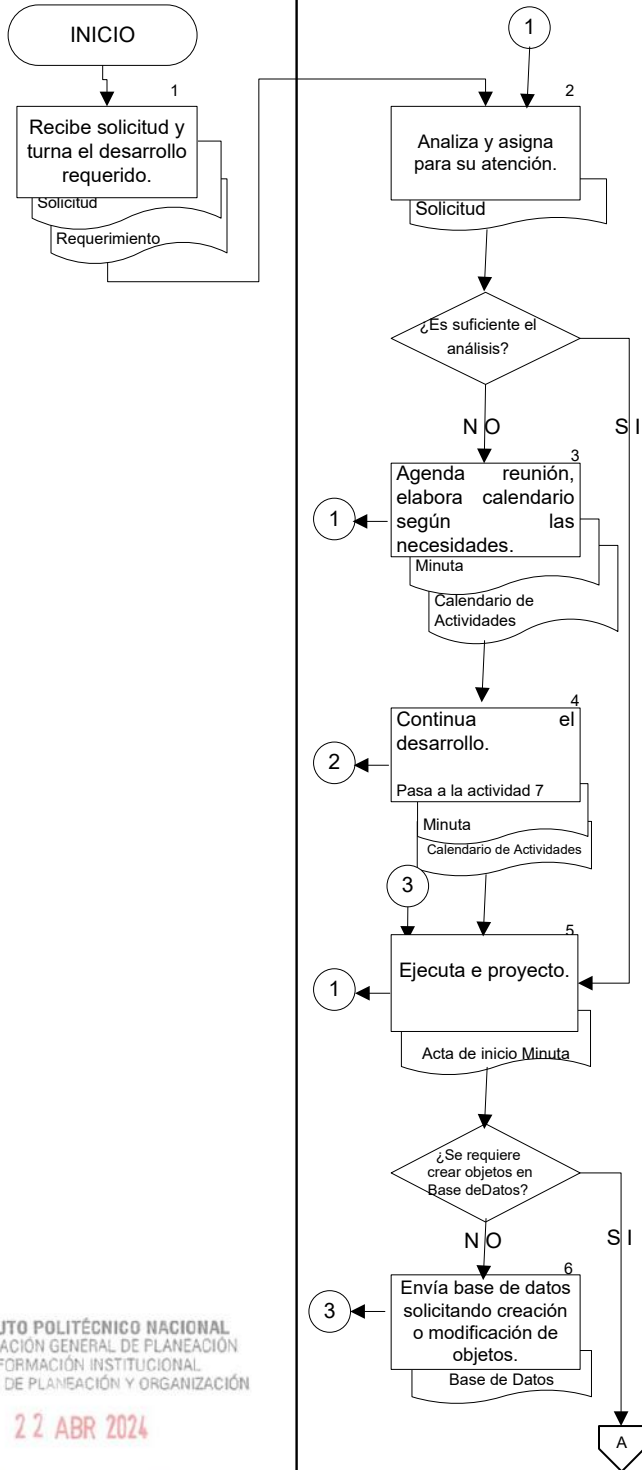 INICIO
1
Recibe solicitud y
turna el desarrollo
requerido.
Solicitud
Requerimiento
1
2
Analiza y asigna
para su atención.
Solicitud
¿Es suficiente el
análisis?
N O
S I
3
Agenda reunión,
elabora calendario
según las
necesidades.
1
Minuta
Calendario de
Actividades
4
Continua el
desarrollo.
2
Pasa a la actividad 7
Minuta
Calendario de Actividades
3
5
Ejecuta e proyecto.
1
Acta de inicio Minuta
¿Se requiere
crear objetos en
Base deDatos?
N O
S I
6
Envía base de datos
solicitando creación
o modificación de
objetos.
3
Base de Datos
A
UTO POLITÉCNICO NACIONAL
ACIÓN GENERAL DE PLANEACIÓN
FORMACIÓN INSTITUCIONAL
DE PLANEACIÓN Y ORGANIZACIÓN
2 2 ABR 2024